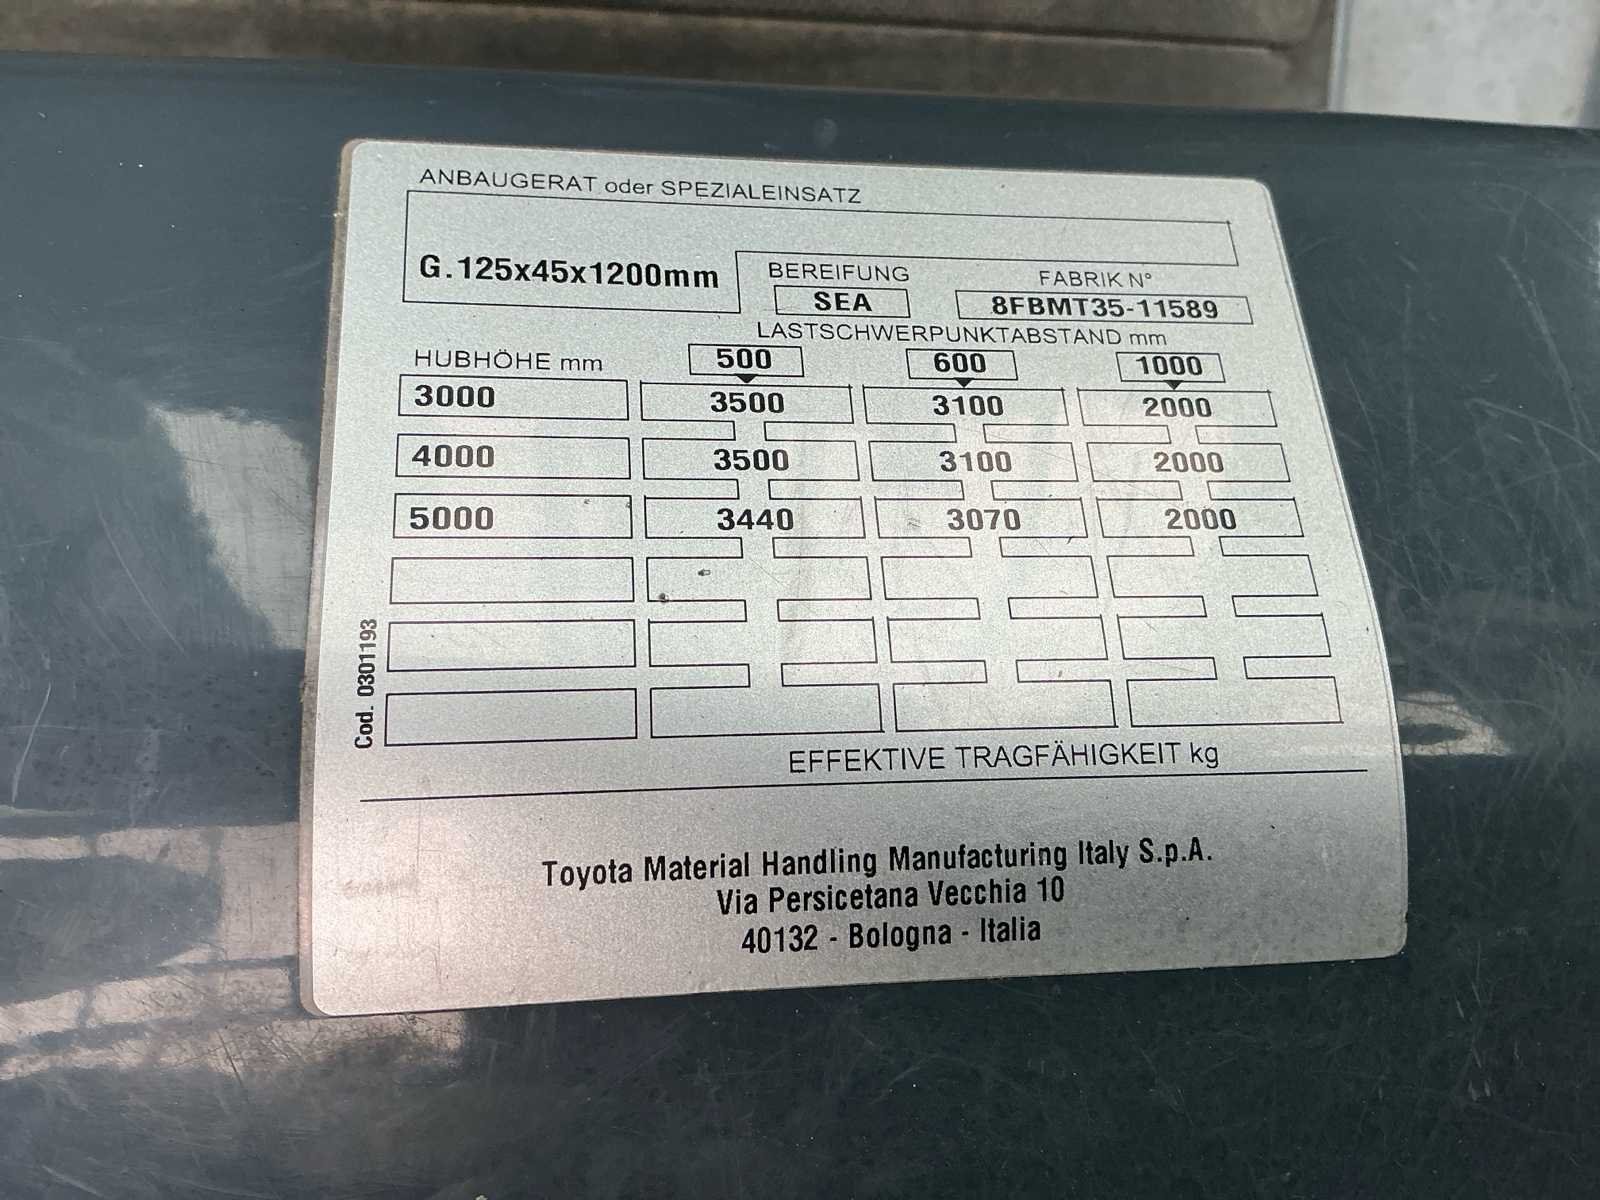 ANBAUGERAT oder SPEZIALEINSATZ
G.125x45x1200mm
BEREIFUNG
SEA
FABRIK N°
8FBMT35-11589
LASTSCHWERPUNKTABSTAND mm
HUBHÖHE mm 500 600 1000
3000 3500 3100 2000
4000 3500 3100 2000
5000 3440 3070 2000
Cod. 0301193
EFFEKTIVE TRAGFÄHIGKEIT kg
Toyota Material Handling Manufacturing Italy S.p.A.
Via Persicetana Vecchia 10
40132 - Bologna - Italia